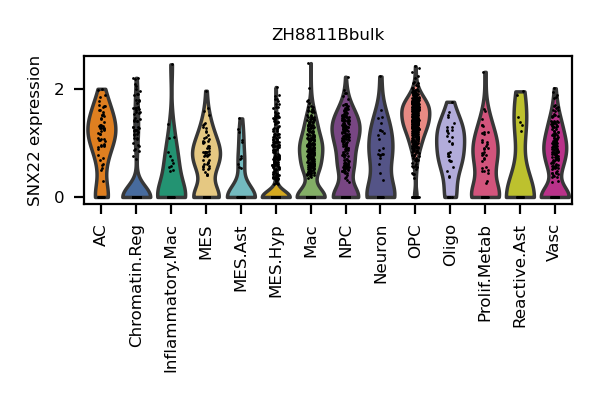 ZH8811Bbulk
SNX22 expression
2
0
AC
Chromatin.Reg
Inflammatory.Mac
MES
MES.Ast
MES.Hyp
Mac
NPC
Neuron
OPC
Oligo
Prolif.Metab
Reactive.Ast
Vasc